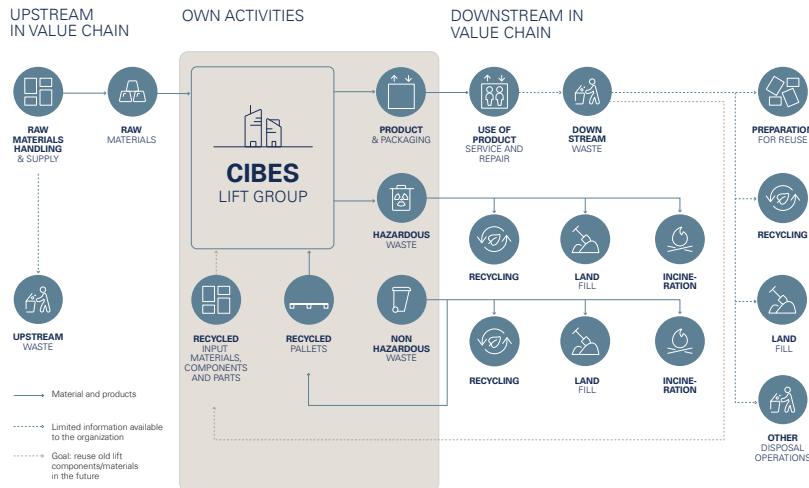 UPSTREAM
IN VALUE CHAIN
OWN ACTIVITIES
DOWNSTREAM IN
VALUE CHAIN
RAW
MATERIALS
HANDLING
& SUPPLY
RAW
MATERIALS
CIBES
LIFT GROUP
PRODUCT
& PACKAGING
USE OF
PRODUCT
SERVICE AND
REPAIR
DOWN
STREAM
WASTE
PREPARATION
FOR REUSE
HAZARDOUS
WASTE
RECYCLING
LAND
FILL
INCINE-
RATION
RECYCLING
UPSTREAM
WASTE
RECYCLED
INPUT
MATERIALS,
COMPONENTS
AND PARTS
RECYCLED
PALLETS
NON
HAZARDOUS
WASTE
RECYCLING
LAND
FILL
INCINE-
RATION
LAND
FILL
OTHER
DISPOSAL
OPERATIONS
Material and products
Limited information available
to the organization
Goal: reuse old lift
components/materials
in the future